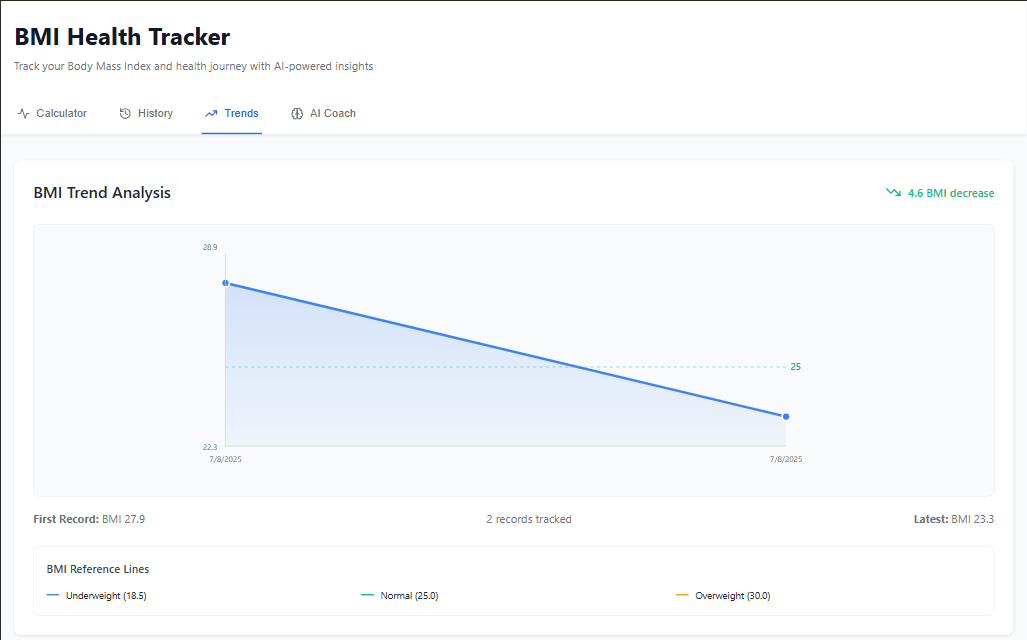 BMI Health Tracker
Track your Body Mass Index and health journey with AI-powered insights
Calculator History Trends AI Coach
BMI Trend Analysis 4.6 BMI decrease
28.9
25
22.3
7/8/2025 7/8/2025
First Record: BMI 27.9 2 records tracked Latest: BMI 23.3
BMI Reference Lines
Underweight (18.5) Normal (25.0) Overweight (30.0)